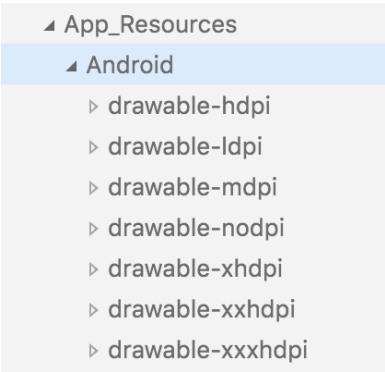 App_Resources
Android
drawable-hdpi
drawable-ldpi
drawable-mdpi
drawable-nodpi
drawable-xhdpi
drawable-xxhdpi
drawable-xxxhdpi